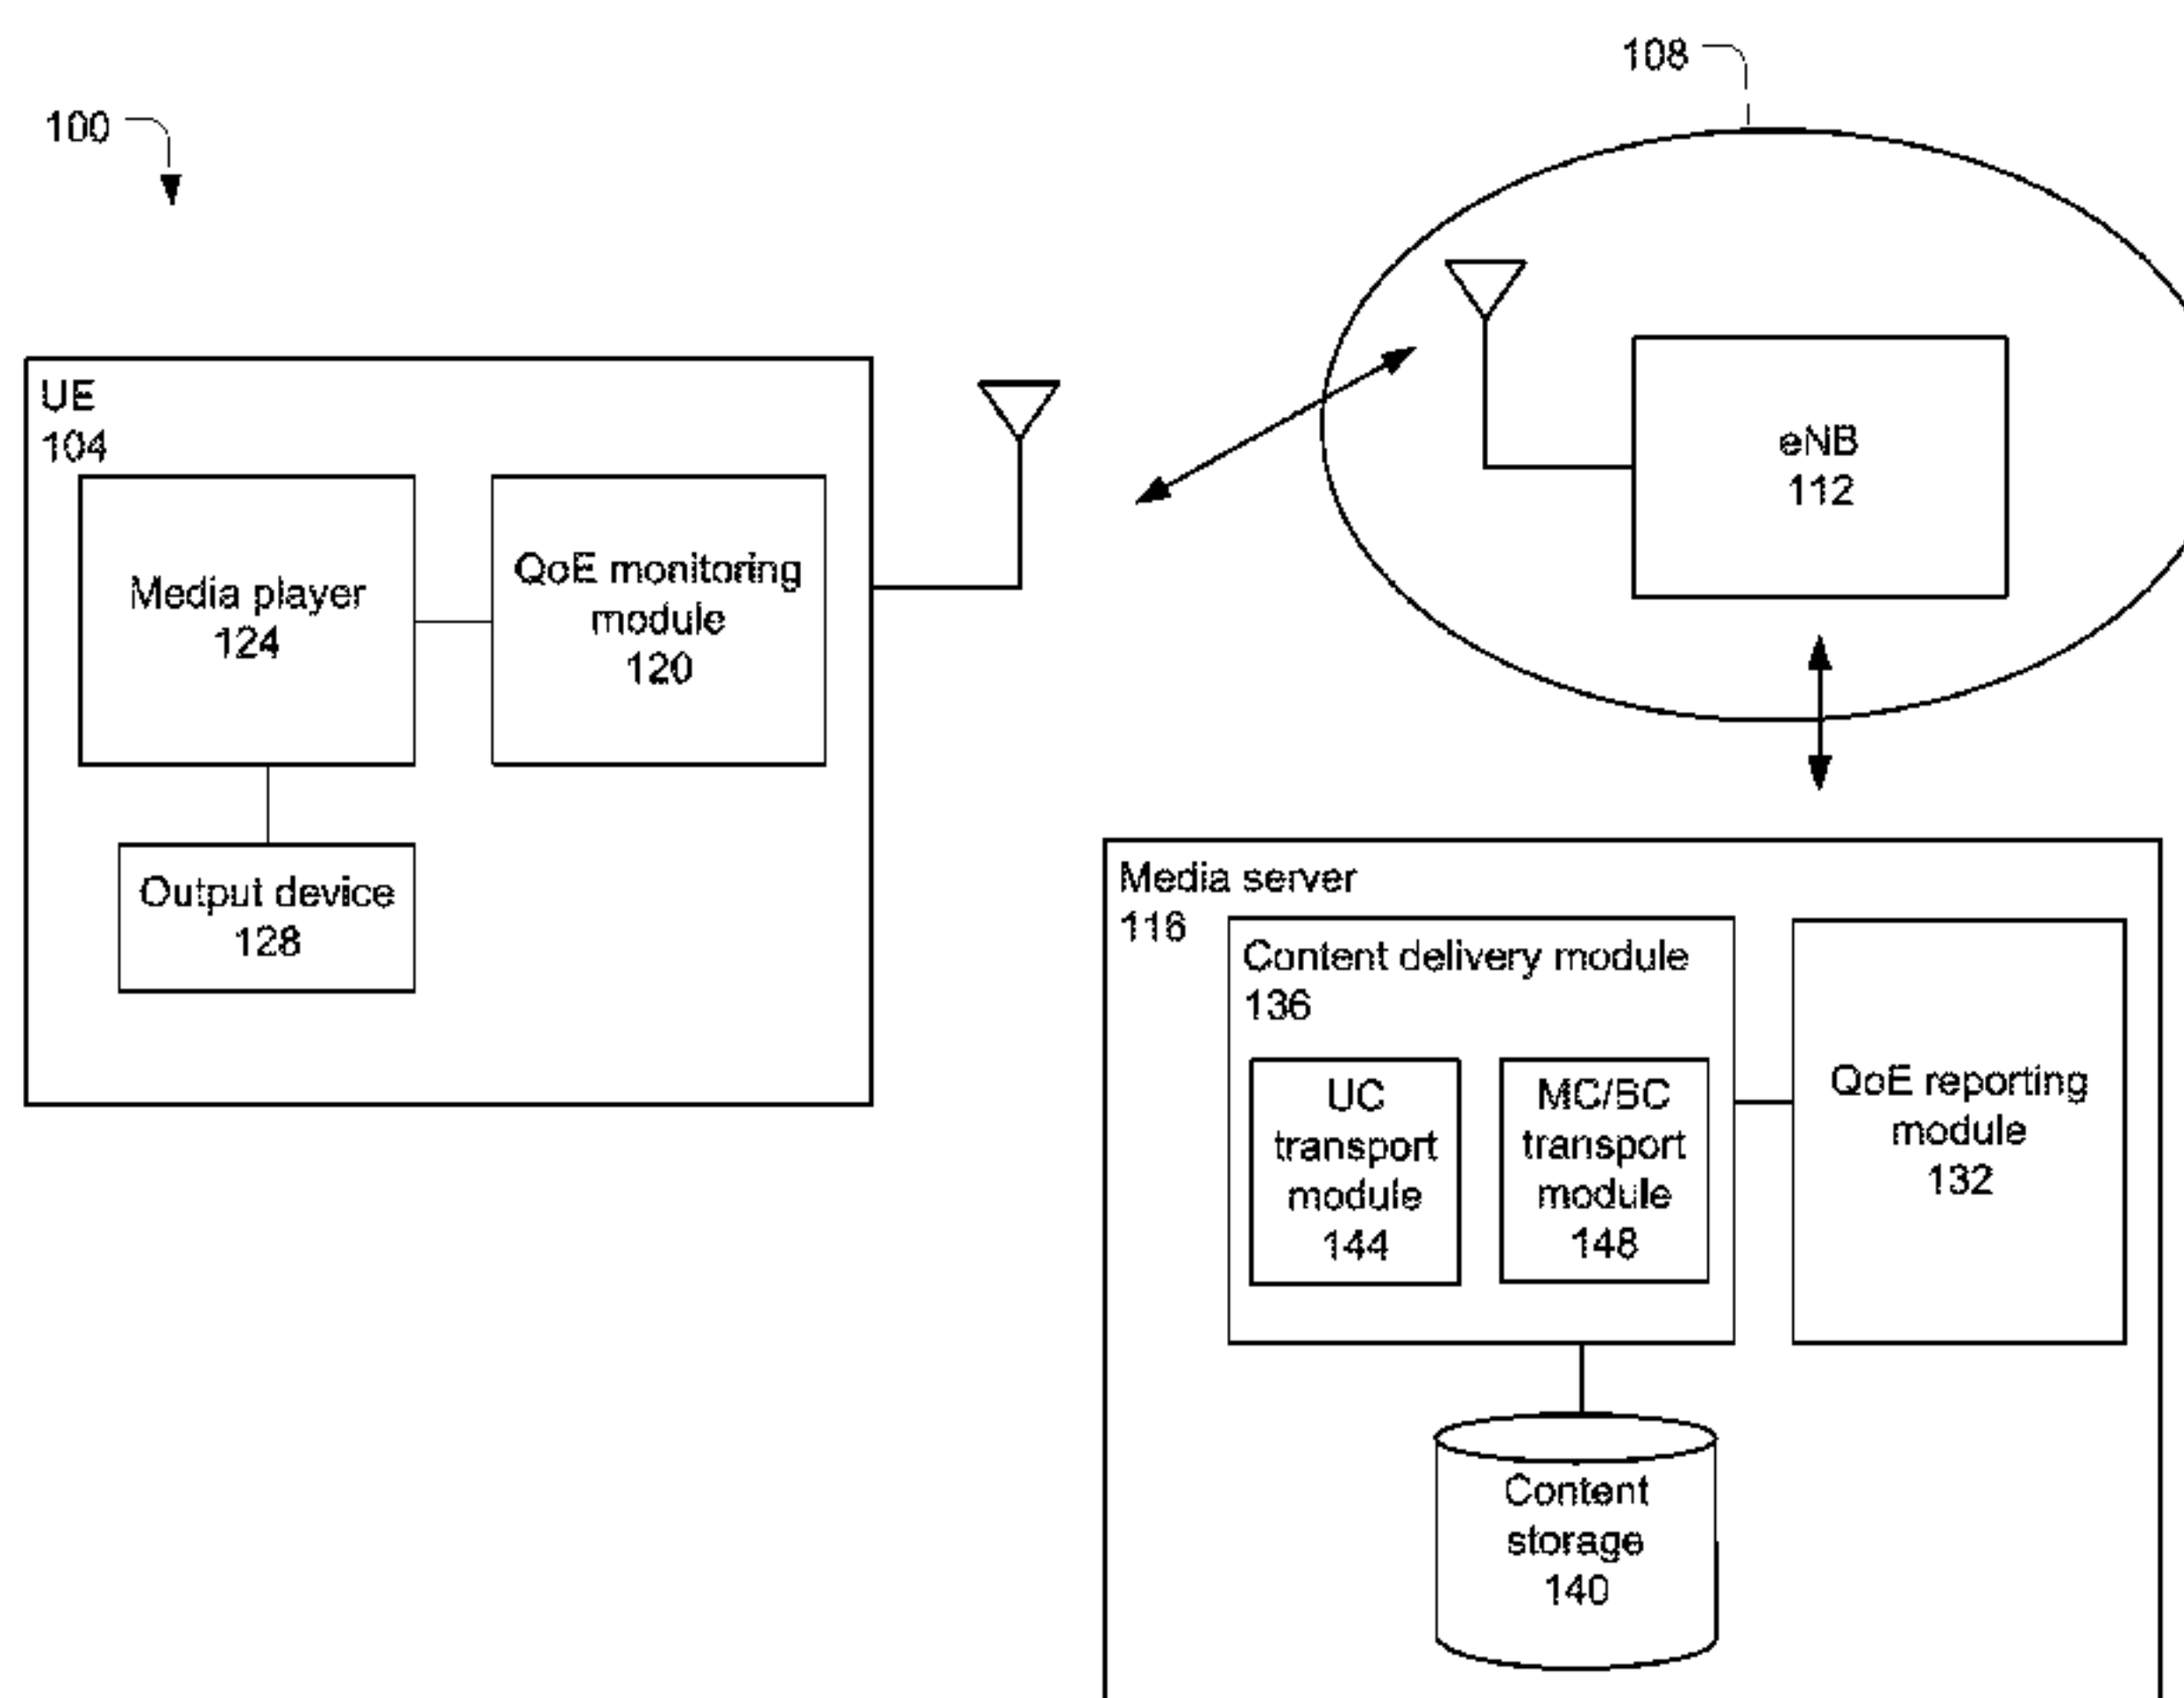 100
108
UE
104
Media player
124
QoE monitoring
module
120
Output device
128
eNB
112
Media server
116
Content delivery module
136
UC
transport
module
144
MC/BC
transport
module
148
QoE reporting
module
132
Content
storage
140